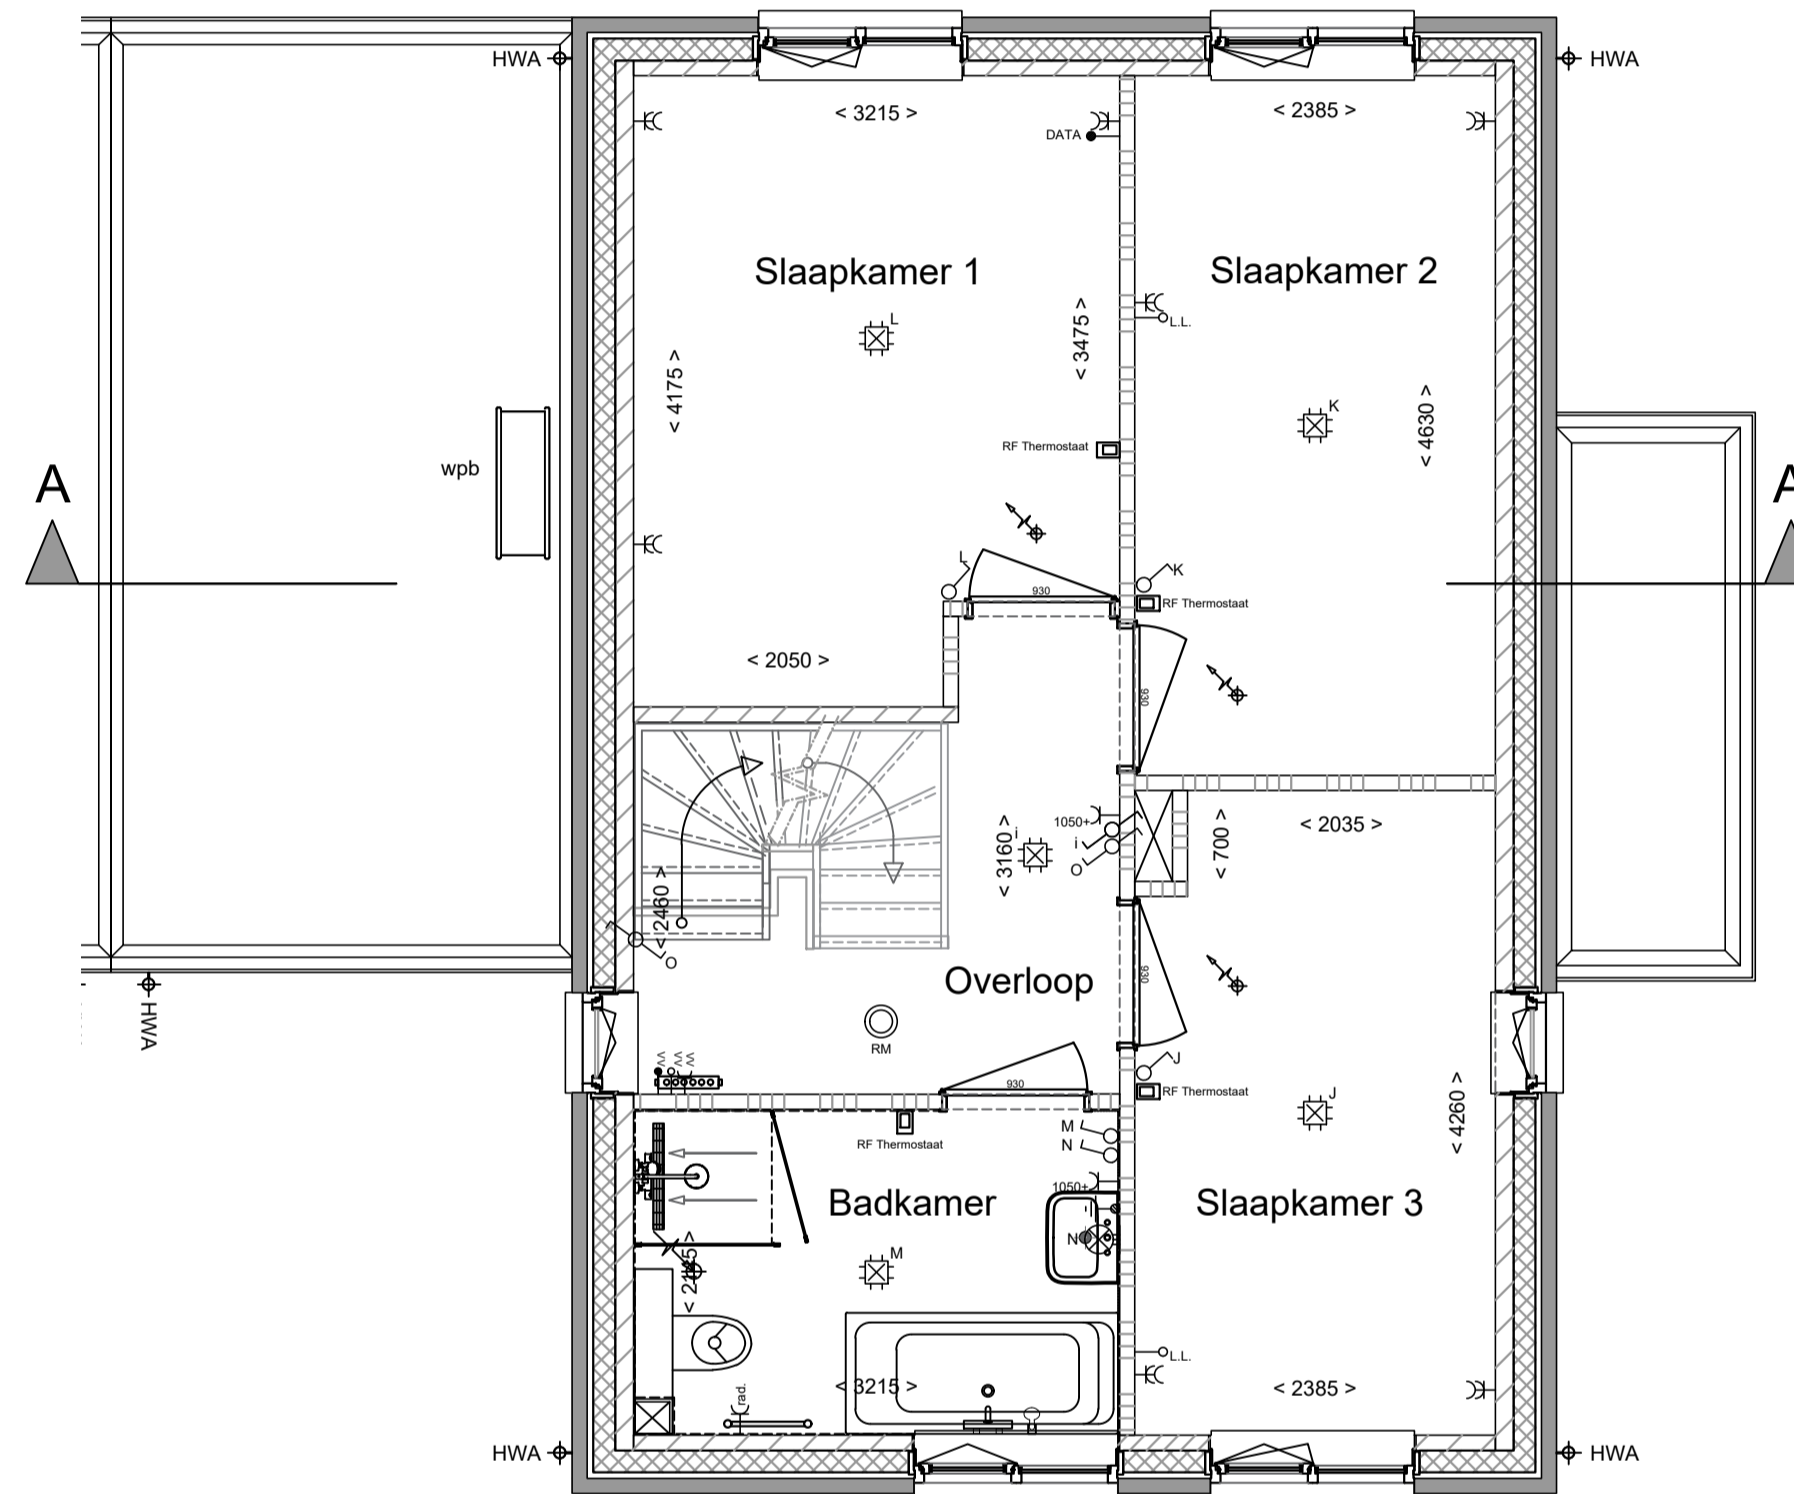 HWA
HWA
< 3215 >
< 2385 >
DATA
Slaapkamer 1
Slaapkamer 2
L
L.L.
< 3475 >
< 4175 >
K
< 4630 >
RF Thermostaat
wpb
A
A
L
930
K
RF Thermostaat
< 2050 >
930
1050+
i
i
O
< 3160 >
< 700 >
< 2035 >
< 2460 >
O
Overloop
930
HWA
RM
930
J
RF Thermostaat
J
RF Thermostaat
M
N
< 4260 >
1050+
Badkamer
Slaapkamer 3
N
M
L.L.
rad.
< 3215 >
< 2385 >
HWA
HWA